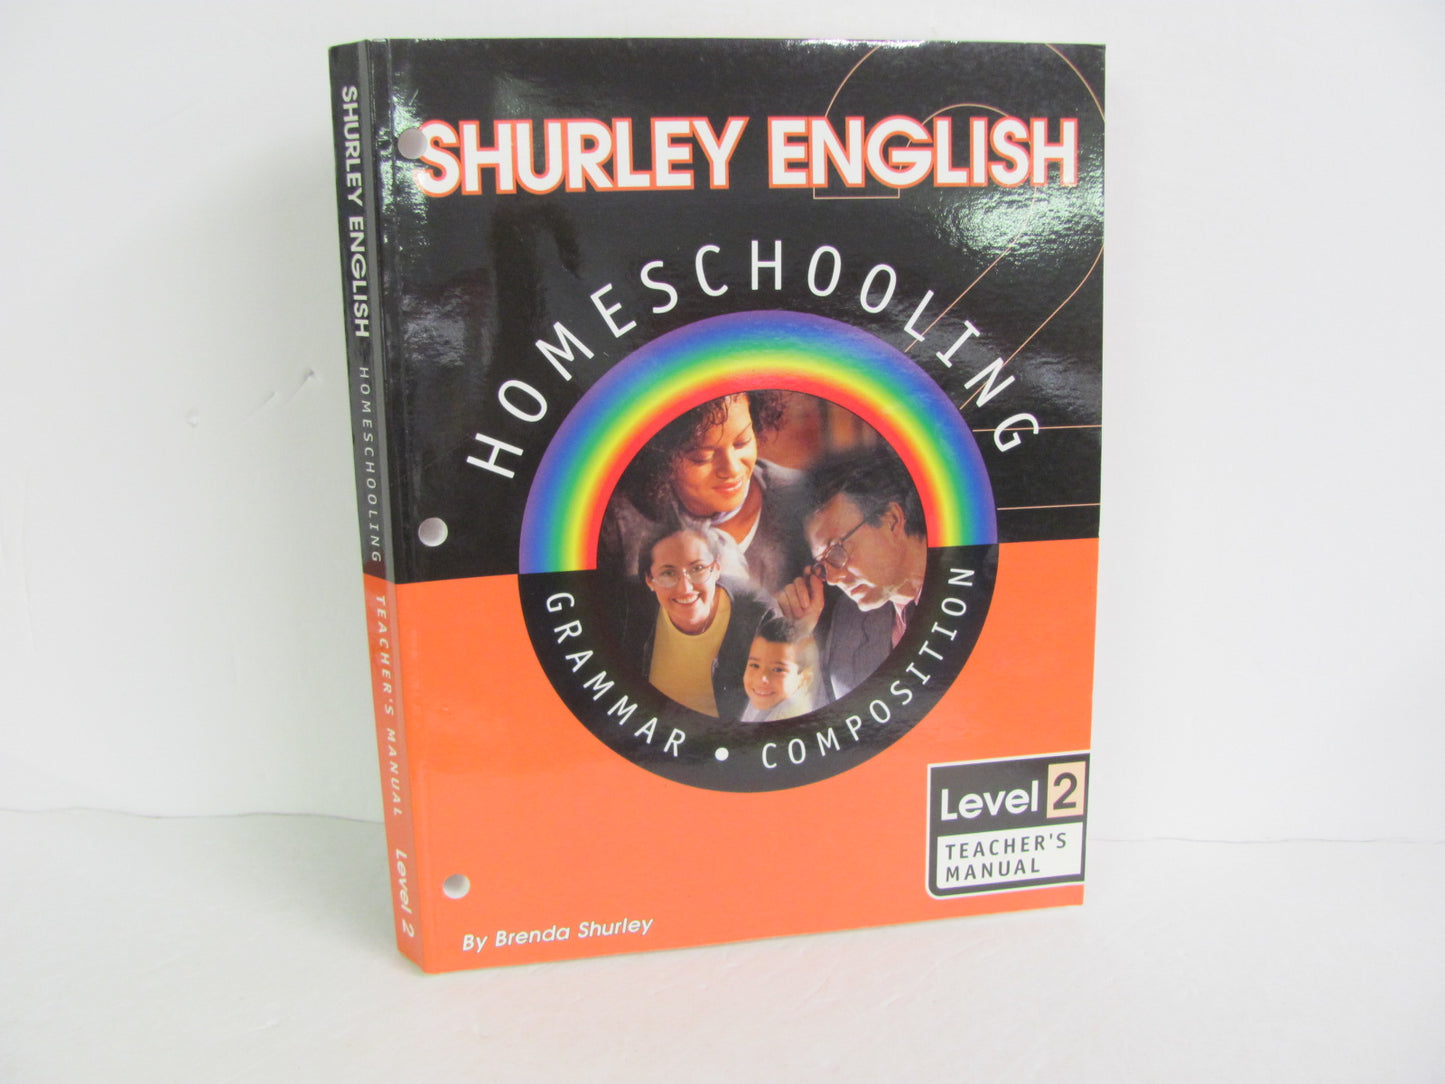 SHURLEY ENGLISH HOMESCHOOLING TEACHER'S MANUAL Level 2
SHURLEY ENGLISH
2
HOMESCHOOLING
GRAMMAR • COMPOSITION
Level 2
TEACHER'S
MANUAL
By Brenda Shurley